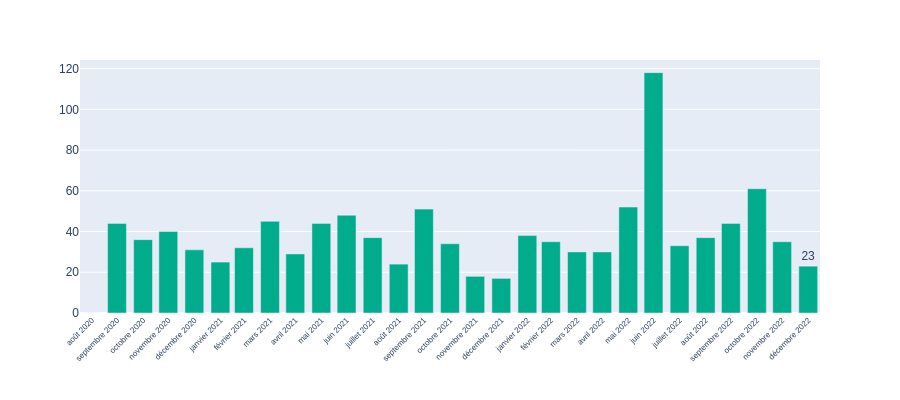 120
100
80
60
40
20
0
23
août 2020
septembre 2020
octobre 2020
novembre 2020
décembre 2020
janvier 2021
février 2021
mars 2021
avril 2021
mai 2021
juin 2021
juillet 2021
août 2021
septembre 2021
octobre 2021
novembre 2021
décembre 2021
janvier 2022
février 2022
mars 2022
avril 2022
mai 2022
juin 2022
juillet 2022
août 2022
septembre 2022
octobre 2022
novembre 2022
décembre 2022